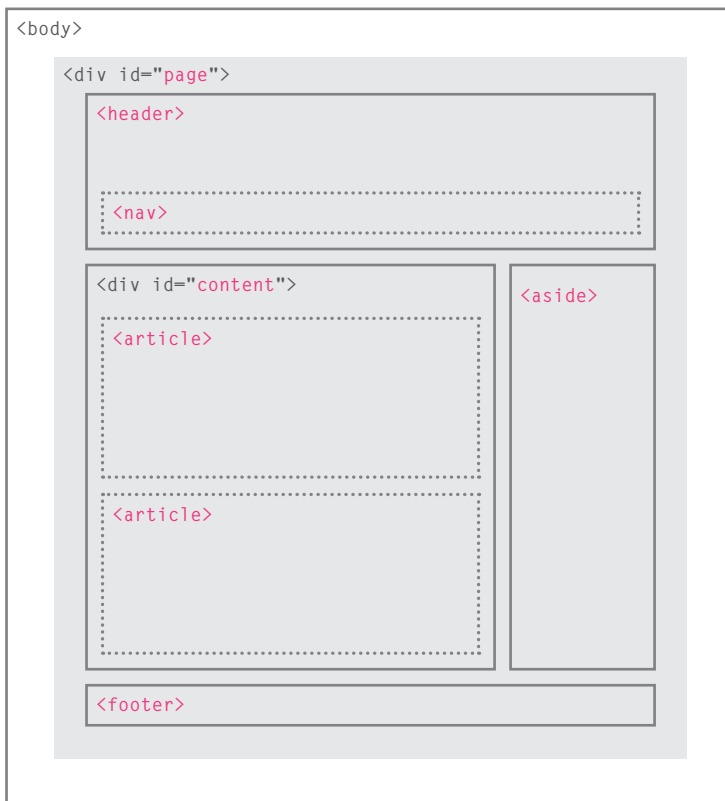 <body>
<div id="page">
<header>
<nav>
<div id="content">
<aside>
<article>
<article>
<footer>